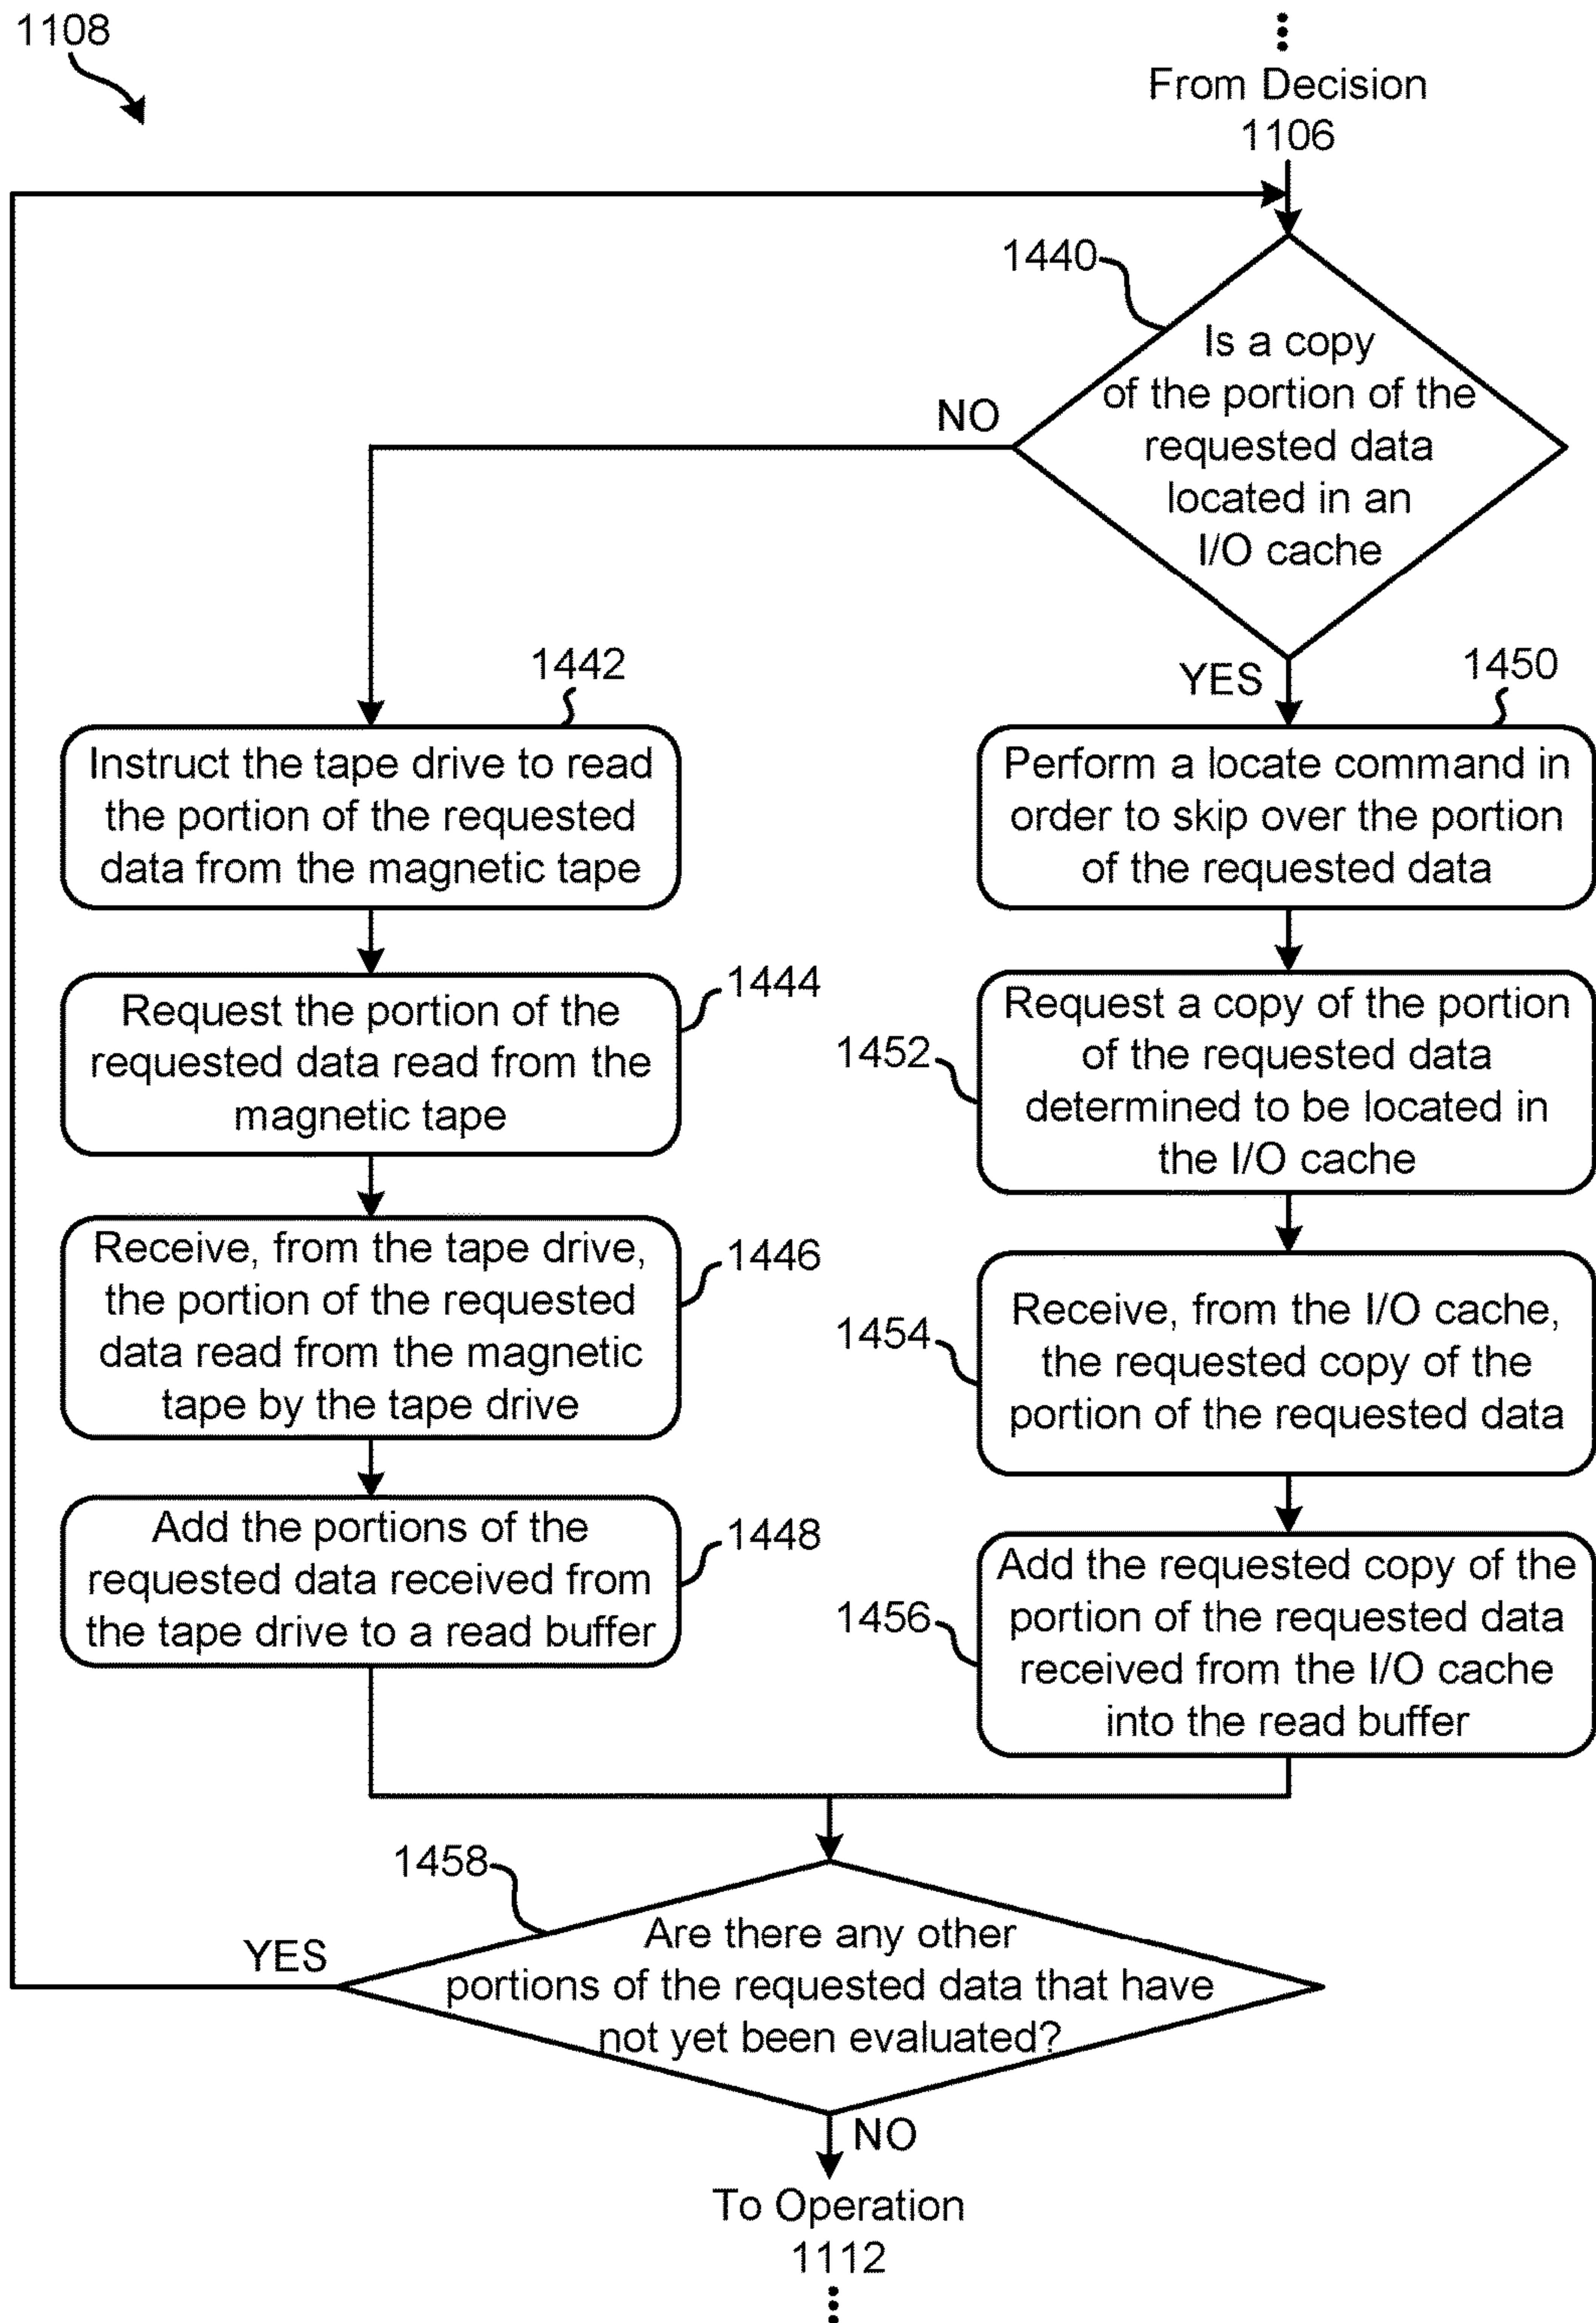 1108
From Decision
1106
1440
Is a copy
of the portion of the
requested data
located in an
I/O cache
NO
YES
1442
Instruct the tape drive to read
the portion of the requested
data from the magnetic tape
1444
Request the portion of the
requested data read from the
magnetic tape
1446
Receive, from the tape drive,
the portion of the requested
data read from the magnetic
tape by the tape drive
1448
Add the portions of the
requested data received from
the tape drive to a read buffer
1450
Perform a locate command in
order to skip over the portion
of the requested data
1452
Request a copy of the portion
of the requested data
determined to be located in
the I/O cache
1454
Receive, from the I/O cache,
the requested copy of the
portion of the requested data
1456
Add the requested copy of the
portion of the requested data
received from the I/O cache
into the read buffer
1458
Are there any other
portions of the requested data that have
not yet been evaluated?
YES
NO
To Operation
1112